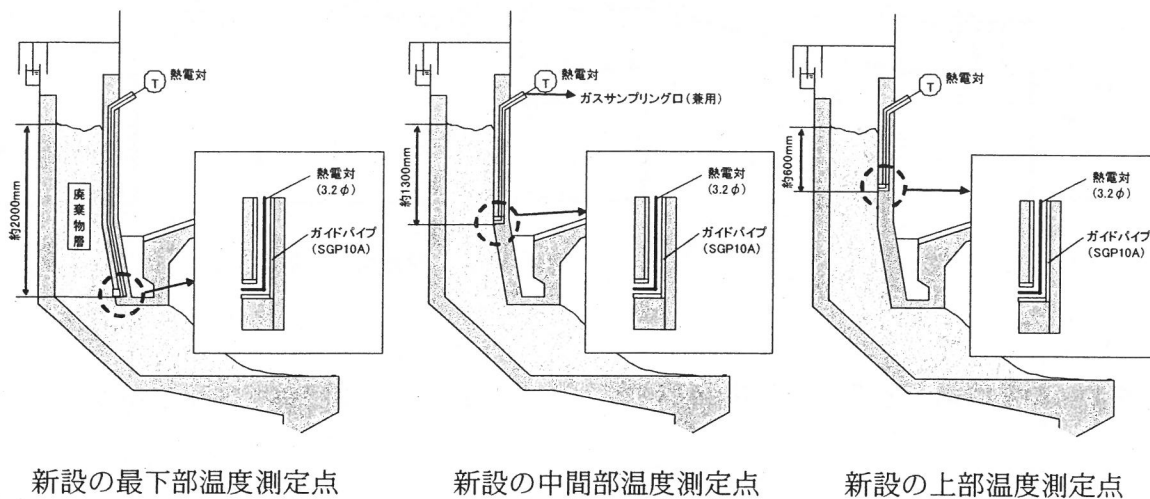 T
熱電対
約2000mm
廃棄物層
熱電対
(3.2φ)
ガイドパイプ
(SGP10A)
新設の最下部温度測定点
T
熱電対
ガスサンプリング口(兼用)
約1300mm
熱電対
(3.2φ)
ガイドパイプ
(SGP10A)
新設の中間部温度測定点
T
熱電対
約600mm
熱電対
(3.2φ)
ガイドパイプ
(SGP10A)
新設の上部温度測定点